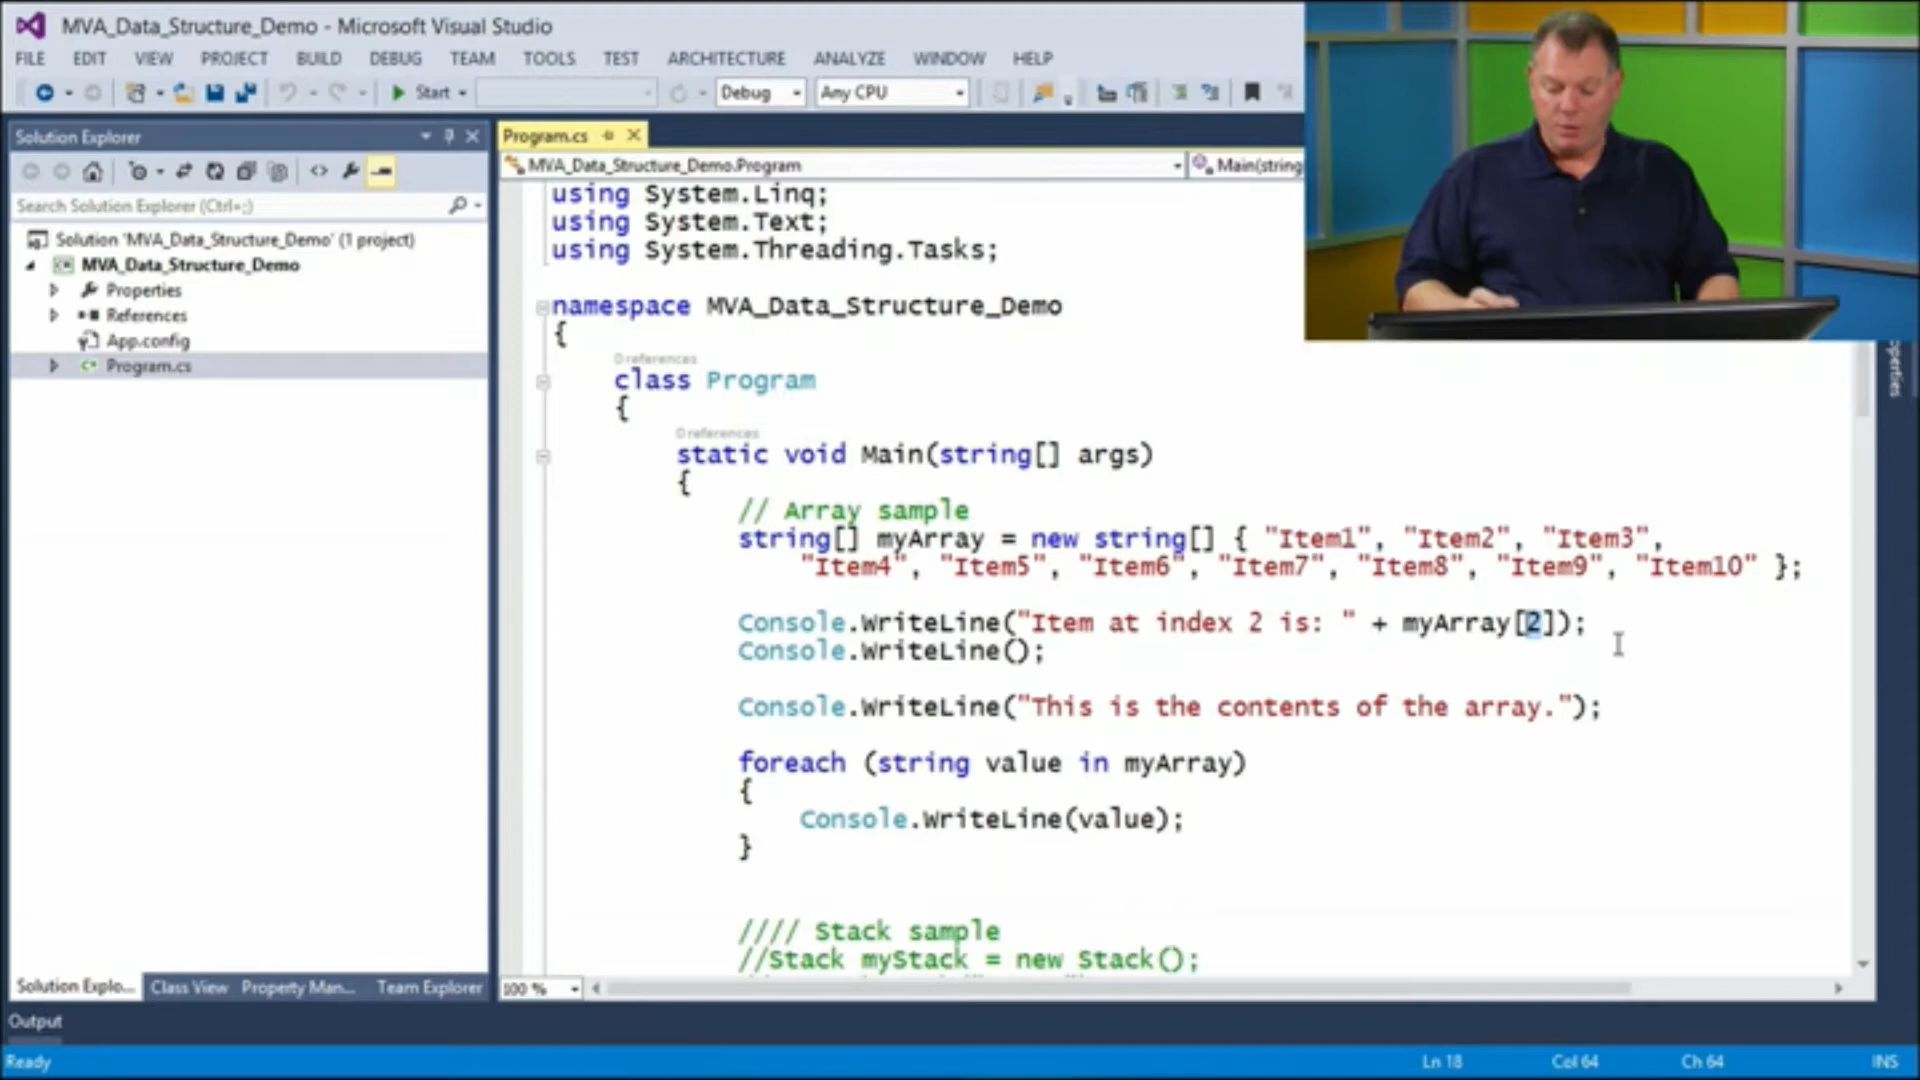 MVA_Data_Structure_Demo - Microsoft Visual Studio
FILE EDIT VIEW PROJECT BUILD DEBUG TEAM TOOLS TEST ARCHITECTURE ANALYZE WINDOW HELP
Start Debug Any CPU
Solution Explorer
Search Solution Explorer (Ctrl+;)
Solution 'MVA_Data_Structure_Demo' (1 project)
MVA_Data_Structure_Demo
Properties
References
App.config
Program.cs
Program.cs
MVA_Data_Structure_Demo.Program Main(string
using System.Linq;
using System.Text;
using System.Threading.Tasks;
namespace MVA_Data_Structure_Demo
{
0 references
class Program
{
0 references
static void Main(string[] args)
{
// Array sample
string[] myArray = new string[] { "Item1", "Item2", "Item3",
"Item4", "Item5", "Item6", "Item7", "Item8", "Item9", "Item10" };
Console.WriteLine("Item at index 2 is: " + myArray[2]);
Console.WriteLine();
Console.WriteLine("This is the contents of the array.");
foreach (string value in myArray)
{
Console.WriteLine(value);
}
//// Stack sample
//Stack myStack = new Stack();
operties
Solution Explo... Class View Property Man... Team Explorer
100 %
Output
Ready Ln 18 Col 64 Ch 64 INS